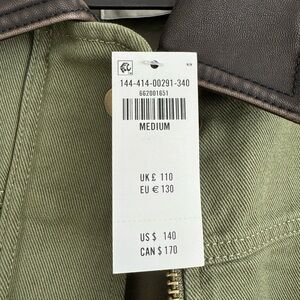 144-414-00291-340
662001651
MEDIUM
UK £ 110
EU € 130
US $ 140
CAN $ 170